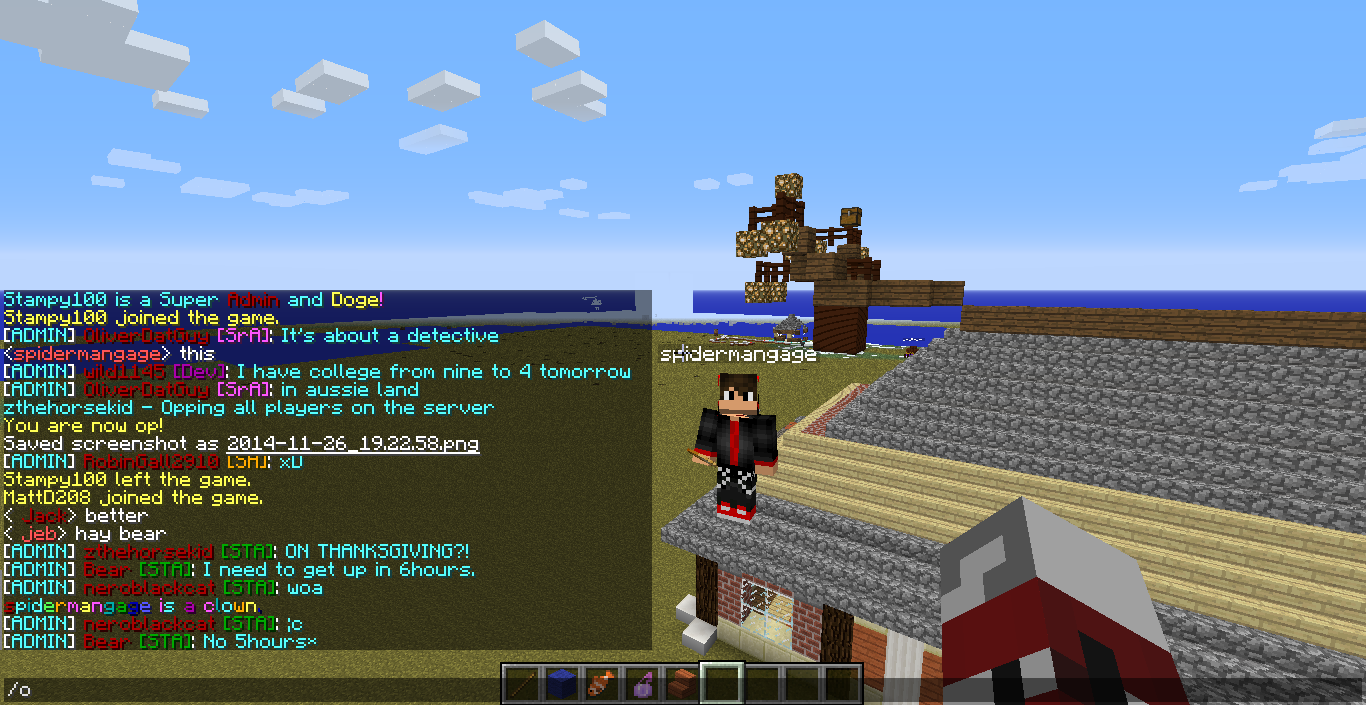 Stampy100 is a Super Admin and Doge!
Stampy100 joined the game.
[ADMIN] OliverDatGuy [SrA]: It's about a detective
<spidermangage> this
[ADMIN] wild1145 [Dev]: I have college from nine to 4 tomorrow
[ADMIN] OliverDatGuy [SrA]: in aussie land
zthehorsekid - Opping all players on the server
You are now op!
Saved screenshot as 2014-11-26_19.22.58.png
[ADMIN] RobinGall2910 [SA]: xD
Stampy100 left the game.
MattD208 joined the game.
< Jack> better
< jeb> hay bear
[ADMIN] zthehorsekid [STA]: ON THANKSGIVING?!
[ADMIN] Bear [STA]: I need to get up in 6hours.
[ADMIN] neroblackcat [STA]: woa
spidermangage is a clown.
[ADMIN] neroblackcat [STA]: ;c
[ADMIN] Bear [STA]: No 5hours*
/o
spidermangage